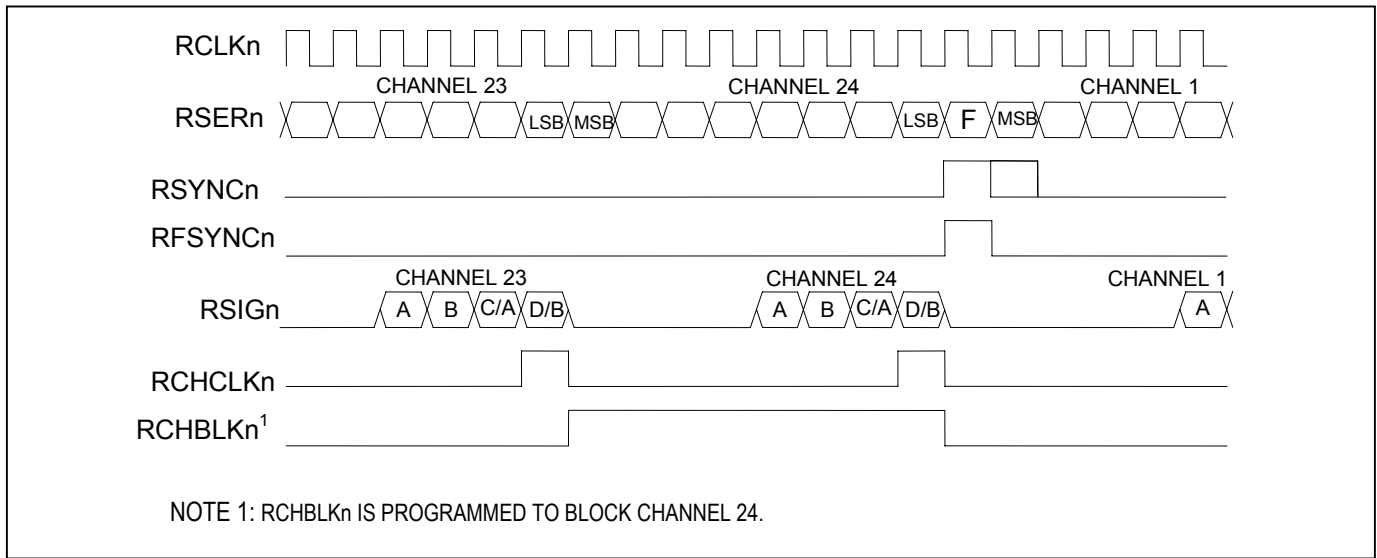 RCLKn
CHANNEL 23 CHANNEL 24 CHANNEL 1
RSERn LSB MSB LSB F MSB
RSYNCn
RFSYNCn
CHANNEL 23 CHANNEL 24 CHANNEL 1
RSIGn A B C/A D/B A B C/A D/B A
RCHCLKn
RCHBLKn1
NOTE 1: RCHBLKn IS PROGRAMMED TO BLOCK CHANNEL 24.